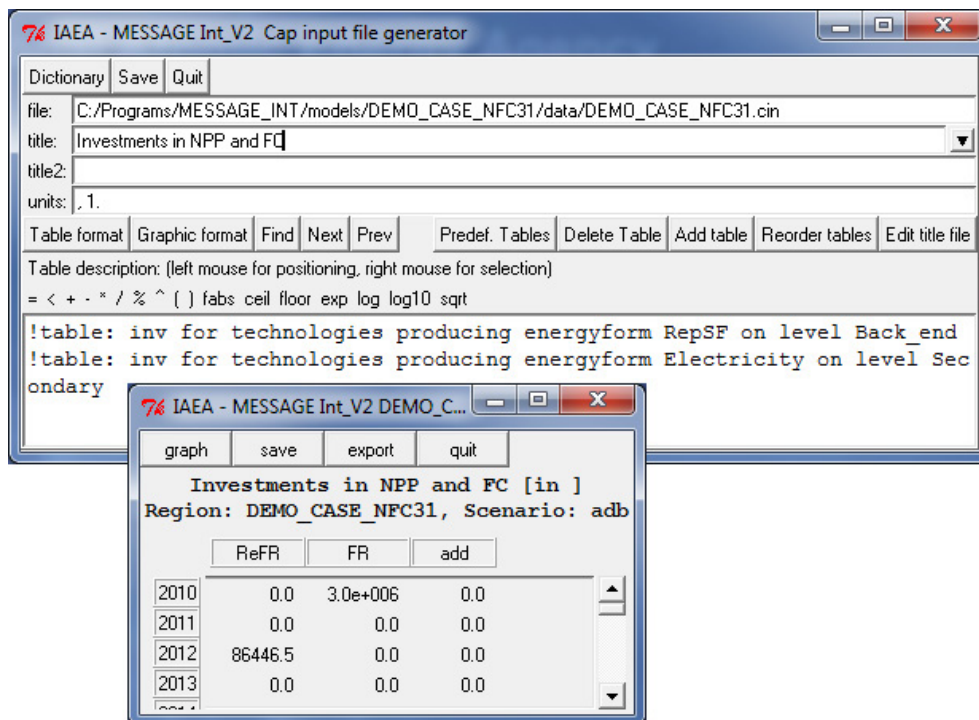 IAEA - MESSAGE Int_V2 Cap input file generator
Dictionary Save Quit
file: C:/Programs/MESSAGE_INT/models/DEMO_CASE_NFC31/data/DEMO_CASE_NFC31.cin
title: Investments in NPP and FC
title2:
units: , 1.
Table format Graphic format Find Next Prev Predef. Tables Delete Table Add table Reorder tables Edit title file
Table description: (left mouse for positioning, right mouse for selection)
= < + - * / % ^ ( ) fabs ceil floor exp log log10 sqrt
!table: inv for technologies producing energyform RepSF on level Back_end
!table: inv for technologies producing energyform Electricity on level Sec
ondary
IAEA - MESSAGE Int_V2 DEMO_C...
graph save export quit
Investments in NPP and FC [in ]
Region: DEMO_CASE_NFC31, Scenario: adb
ReFR FR add
2010 0.0 3.0e+006 0.0
2011 0.0 0.0 0.0
2012 86446.5 0.0 0.0
2013 0.0 0.0 0.0